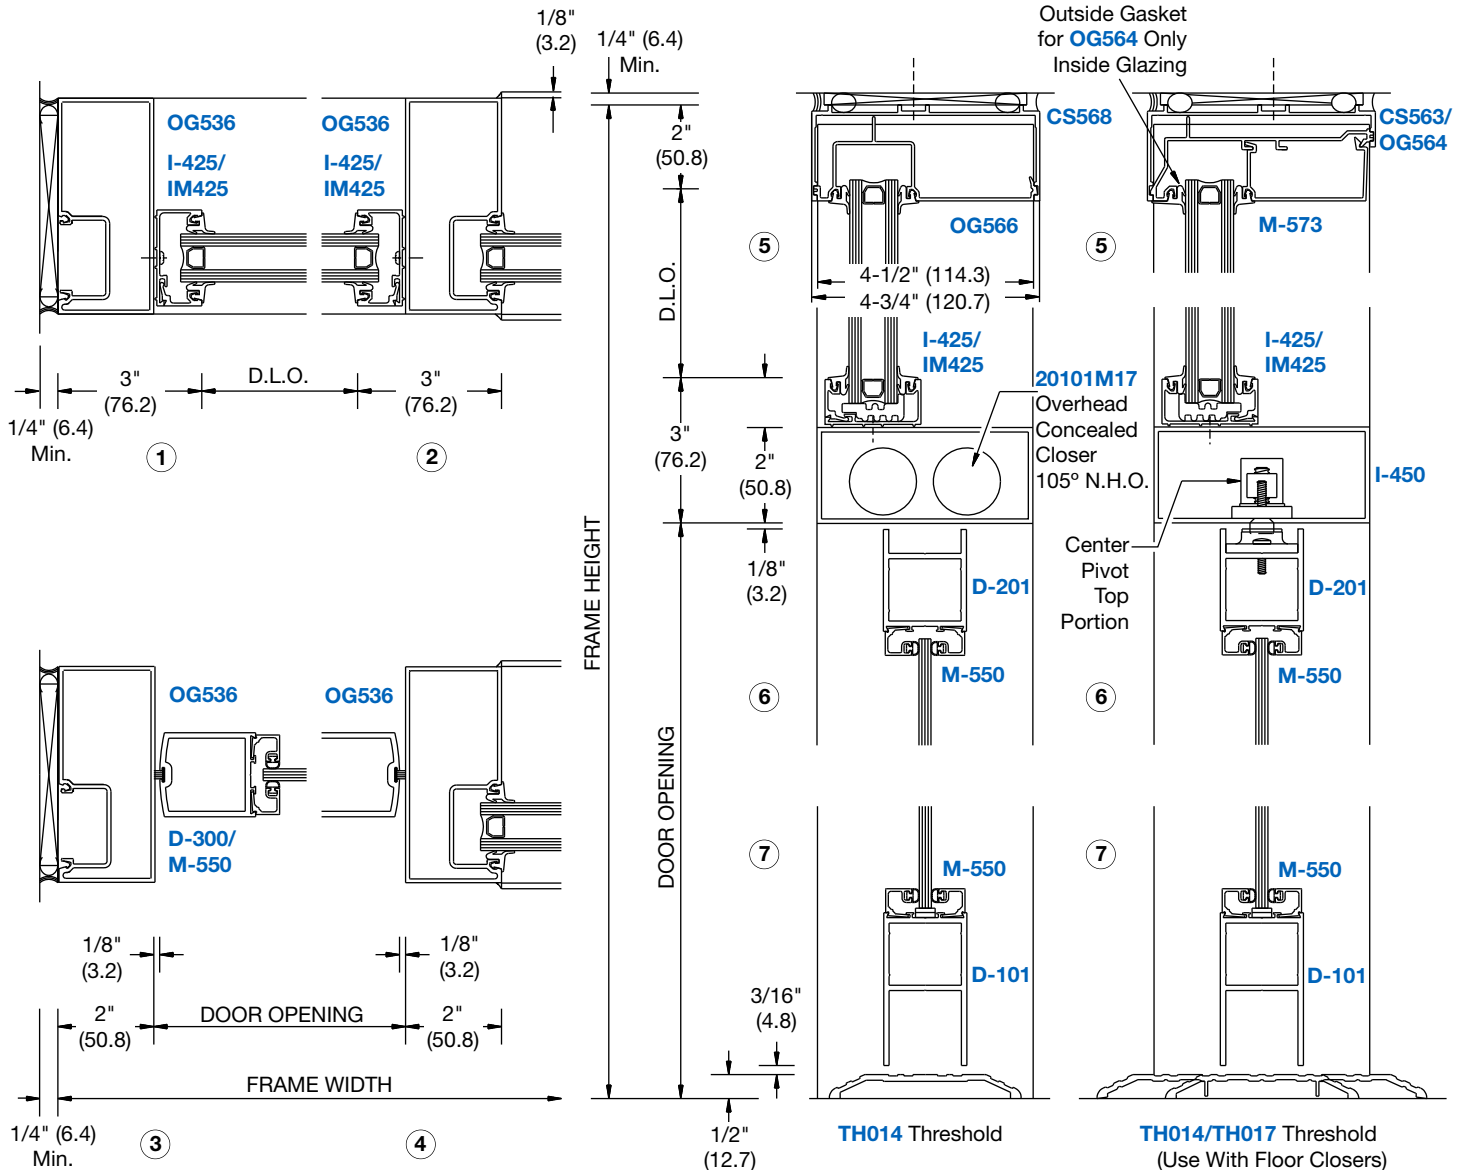 1/8"
(3.2)
1/4" (6.4)
Min.
Outside Gasket
for OG564 Only
Inside Glazing
OG536
I-425/
IM425
OG536
I-425/
IM425
2"
(50.8)
CS568
CS563/
OG564
OG566
M-573
5
5
4-1/2" (114.3)
4-3/4" (120.7)
D.L.O.
3"
(76.2)
D.L.O.
3"
(76.2)
1/4" (6.4)
Min.
1
2
I-425/
IM425
I-425/
IM425
20101M17
Overhead
Concealed
Closer
105º N.H.O.
3"
(76.2)
2"
(50.8)
I-450
FRAME HEIGHT
1/8"
(3.2)
Center
Pivot
Top
Portion
D-201
D-201
M-550
M-550
6
6
OG536
OG536
D-300/
M-550
DOOR OPENING
7
7
M-550
M-550
1/8"
(3.2)
1/8"
(3.2)
D-101
D-101
3/16"
(4.8)
2"
(50.8)
DOOR OPENING
2"
(50.8)
FRAME WIDTH
1/4" (6.4)
Min.
3
4
1/2"
(12.7)
TH014 Threshold
TH014/TH017 Threshold
(Use With Floor Closers)